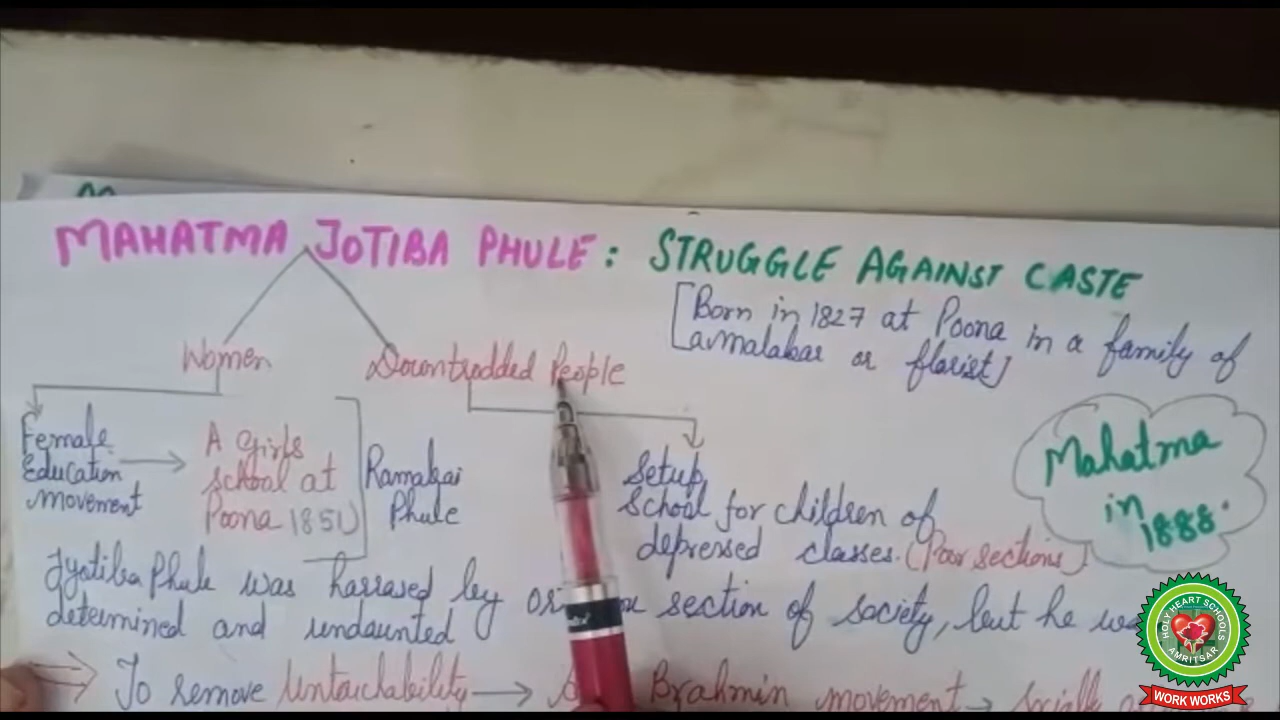 MAHATMA JOTIBA PHULE : STRUGGLE AGAINST CASTE
[Born in 1827 at Poona in a family of
amalabar or florist]
Women
Downtrodded People
Female
Education
movement
A girls
school at
Poona 1851)
Ramabai
Phule
Setup
School for children of
depressed classes. (Poor sections)
Mahatma
in
1888.
Jyotiba Phule was harrased by section of society, but he was
determined and undaunted
To remove Untouchability → Brahmin movement →
HOLY HEART SCHOOLS
AMRITSAR
WORK WORKS